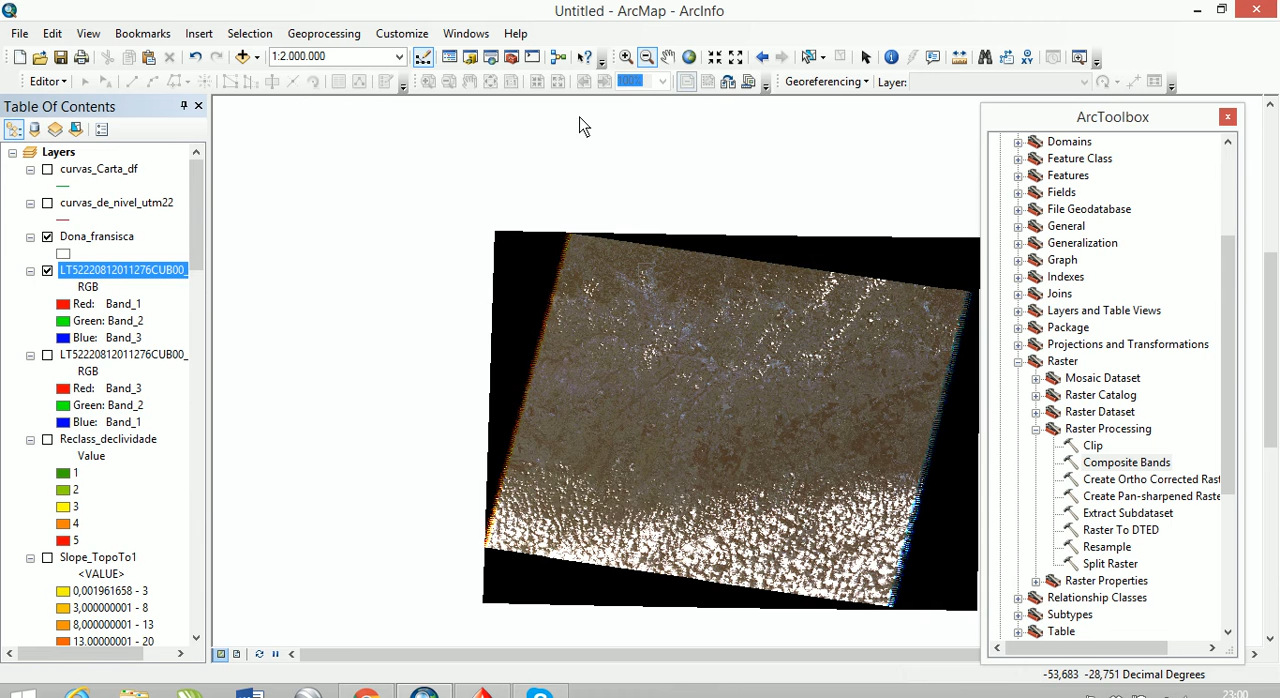 Untitled - ArcMap - ArcInfo
File Edit View Bookmarks Insert Selection Geoprocessing Customize Windows Help
1:2.000.000
Editor 100% Georeferencing Layer:
Table Of Contents
Layers
curvas_Carta_df
curvas_de_nivel_utm22
Dona_fransisca
LT52220812011276CUB00_
RGB
Red: Band_1
Green: Band_2
Blue: Band_3
LT52220812011276CUB00_
RGB
Red: Band_3
Green: Band_2
Blue: Band_1
Reclass_declividade
Value
1
2
3
4
5
Slope_TopoTo1
<VALUE>
0,001961658 - 3
3,000000001 - 8
8,000000001 - 13
13,00000001 - 20
ArcToolbox
Domains
Feature Class
Features
Fields
File Geodatabase
General
Generalization
Graph
Indexes
Joins
Layers and Table Views
Package
Projections and Transformations
Raster
Mosaic Dataset
Raster Catalog
Raster Dataset
Raster Processing
Clip
Composite Bands
Create Ortho Corrected Rast
Create Pan-sharpened Raste
Extract Subdataset
Raster To DTED
Resample
Split Raster
Raster Properties
Relationship Classes
Subtypes
Table
-53,683 -28,751 Decimal Degrees
23:00